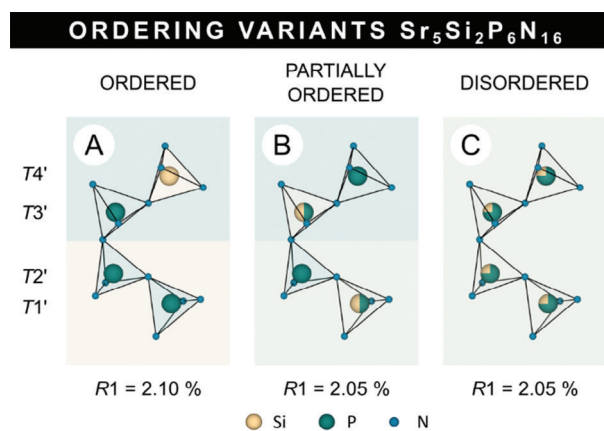 ORDERING VARIANTS Sr₅Si₂P₆N₁₆
ORDERED
PARTIALLY
ORDERED
DISORDERED
A
B
C
T4'
T3'
T2'
T1'
R1 = 2.10 %
R1 = 2.05 %
R1 = 2.05 %
Si
P
N